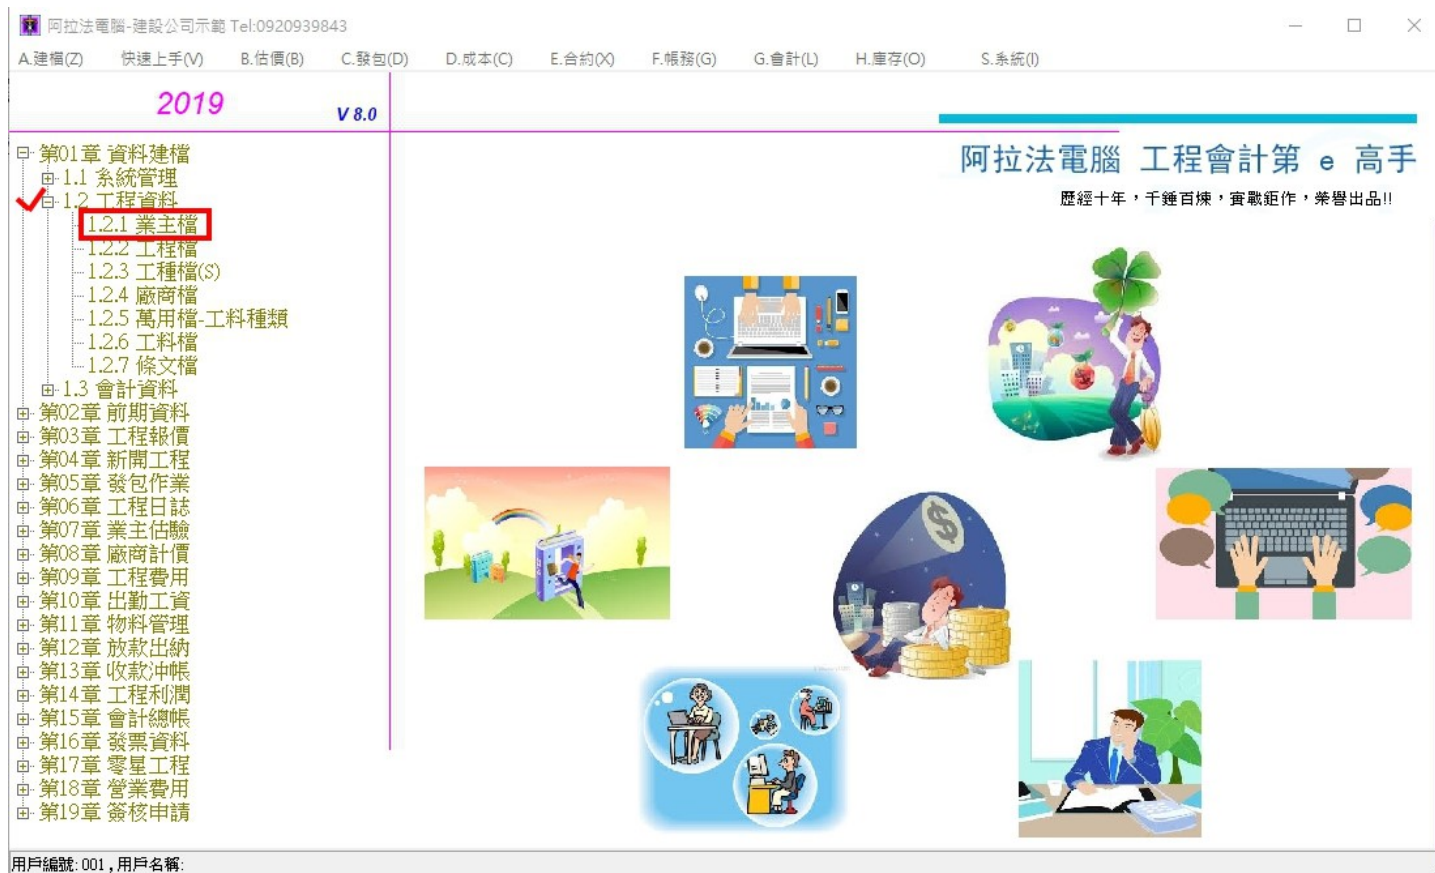 阿拉法電腦-建設公司示範 Tel:0920939843
A.建檔(Z) 快速上手(V) B.估價(B) C.發包(D) D.成本(C) E.合約(X) F.帳務(G) G.會計(L) H.庫存(O) S.系統(I)
2019 V 8.0
阿拉法電腦 工程會計第 e 高手
歷經十年，千錘百煉，實戰鉅作，榮譽出品!!
第01章 資料建檔
1.1 系統管理
1.2 工程資料
1.2.1 業主檔
1.2.2 工程檔
1.2.3 工種檔(S)
1.2.4 廠商檔
1.2.5 萬用檔-工料種類
1.2.6 工料檔
1.2.7 條文檔
1.3 會計資料
第02章 前期資料
第03章 工程報價
第04章 新開工程
第05章 發包作業
第06章 工程日誌
第07章 業主估驗
第08章 廠商計價
第09章 工程費用
第10章 出勤工資
第11章 物料管理
第12章 放款出納
第13章 收款沖帳
第14章 工程利潤
第15章 會計總帳
第16章 發票資料
第17章 零星工程
第18章 營業費用
第19章 簽核申請
用戶編號: 001 , 用戶名稱: